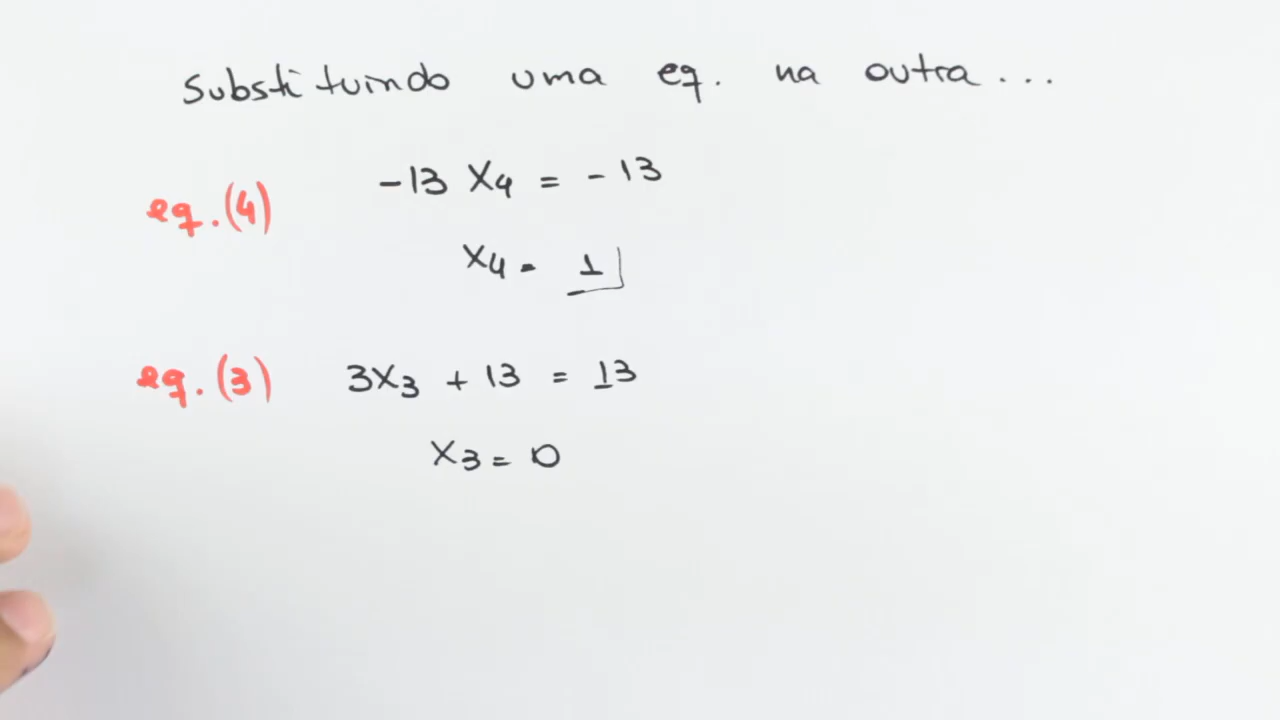 Substituindo uma eq. na outra...
-13 x4 = -13
eq.(4)
x4 = 1
eq.(3) 3x3 + 13 = 13
x3 = 0